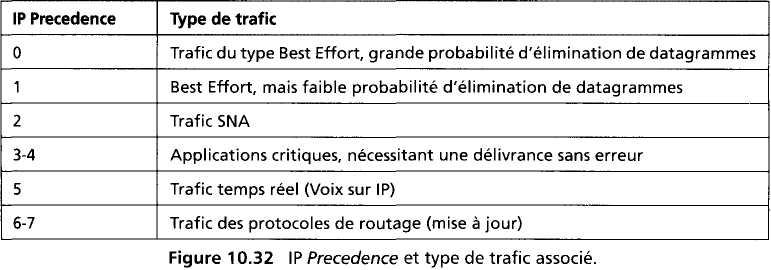 IP Precedence Type de trafic
0 Trafic du type Best Effort, grande probabilité d'élimination de datagrammes
1 Best Effort, mais faible probabilité d'élimination de datagrammes
2 Trafic SNA
3-4 Applications critiques, nécessitant une délivrance sans erreur
5 Trafic temps réel (Voix sur IP)
6-7 Trafic des protocoles de routage (mise à jour)
Figure 10.32 IP Precedence et type de trafic associé.